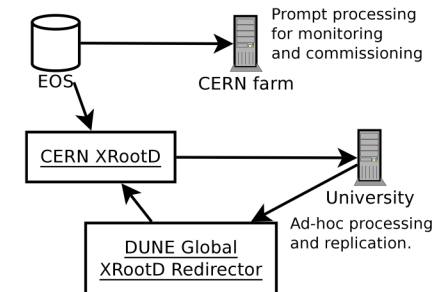 Prompt processing
for monitoring
and commissioning
EOS
CERN farm
CERN XRootD
University
Ad-hoc processing
and replication.
DUNE Global
XRootD Redirector